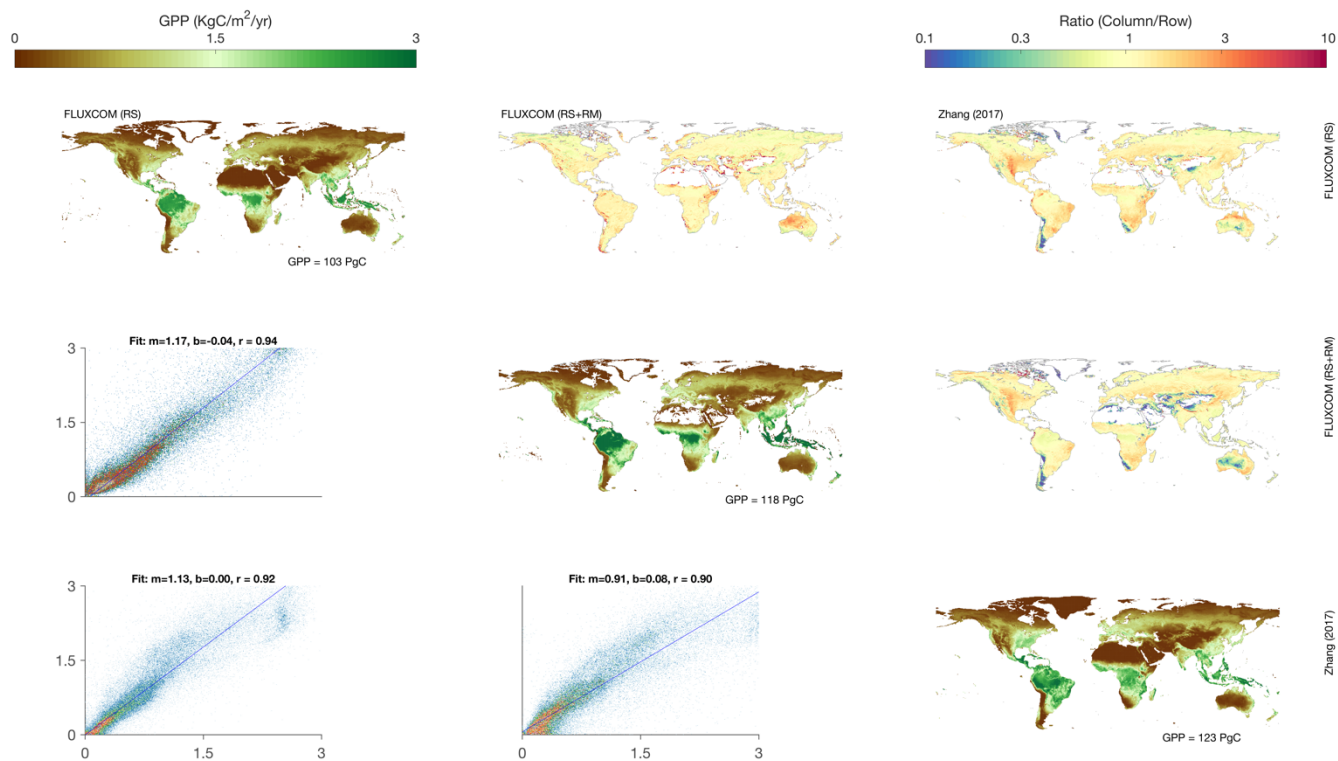 GPP (KgC/m²/yr)
0 1.5 3
Ratio (Column/Row)
0.1 0.3 1 3 10
FLUXCOM (RS)
GPP = 103 PgC
FLUXCOM (RS+RM)
Zhang (2017)
FLUXCOM (RS)
Fit: m=1.17, b=-0.04, r = 0.94
3
1.5
0
GPP = 118 PgC
FLUXCOM (RS+RM)
Fit: m=1.13, b=0.00, r = 0.92
3
1.5
0
0 1.5 3
Fit: m=0.91, b=0.08, r = 0.90
0 1.5 3
GPP = 123 PgC
Zhang (2017)